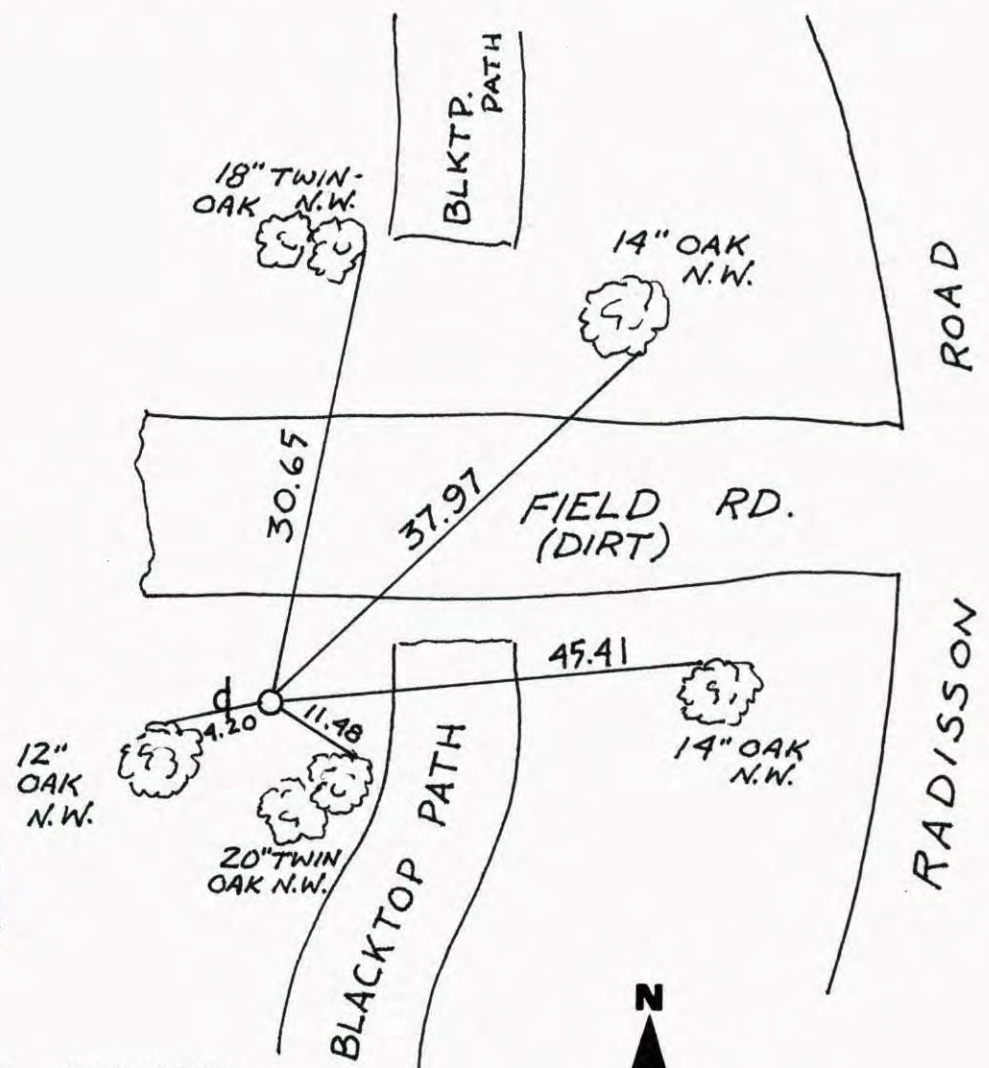 BLKTP.
PATH
18" TWIN-
OAK N.W.
14" OAK
N.W.
ROAD
30.65
37.97
FIELD RD.
(DIRT)
45.41
4.20
11.48
12"
OAK
N.W.
14" OAK
N.W.
20" TWIN
OAK N.W.
BLACKTOP PATH
RADISSON
N